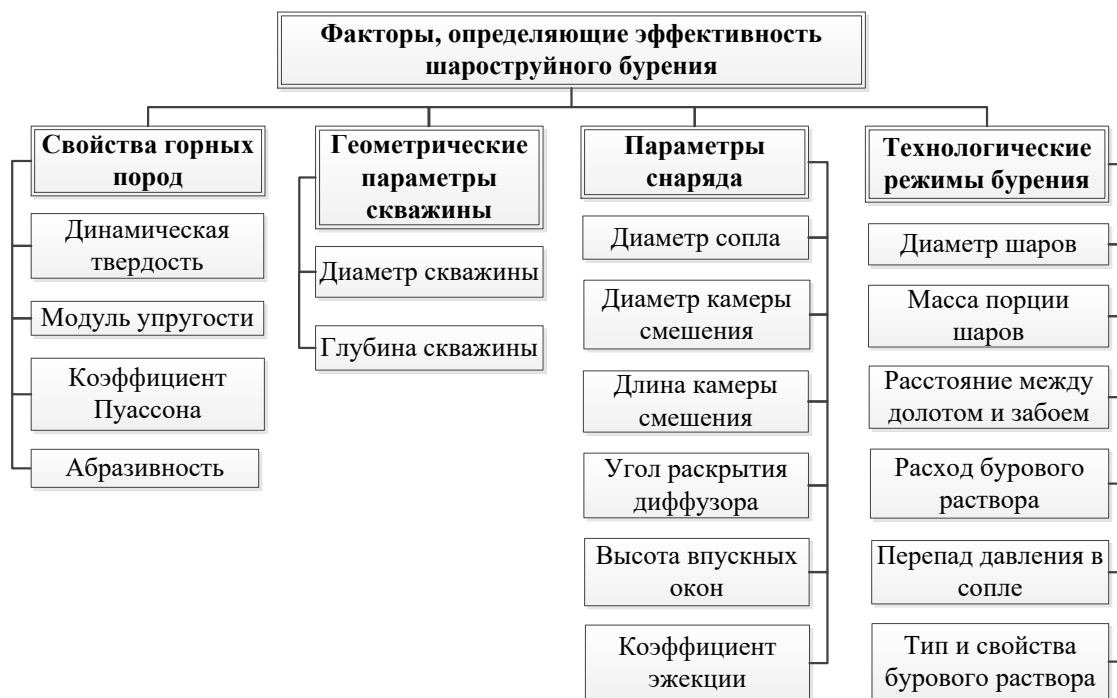 Факторы, определяющие эффективность
шароструйного бурения
Свойства горных
пород
Динамическая
твердость
Модуль упругости
Коэффициент
Пуассона
Абразивность
Геометрические
параметры
скважины
Диаметр скважины
Глубина скважины
Параметры
снаряда
Диаметр сопла
Диаметр камеры
смешения
Длина камеры
смешения
Угол раскрытия
диффузора
Высота впускных
окон
Коэффициент
эжекции
Технологические
режимы бурения
Диаметр шаров
Масса порции
шаров
Расстояние между
долотом и забоем
Расход бурового
раствора
Перепад давления в
сопле
Тип и свойства
бурового раствора